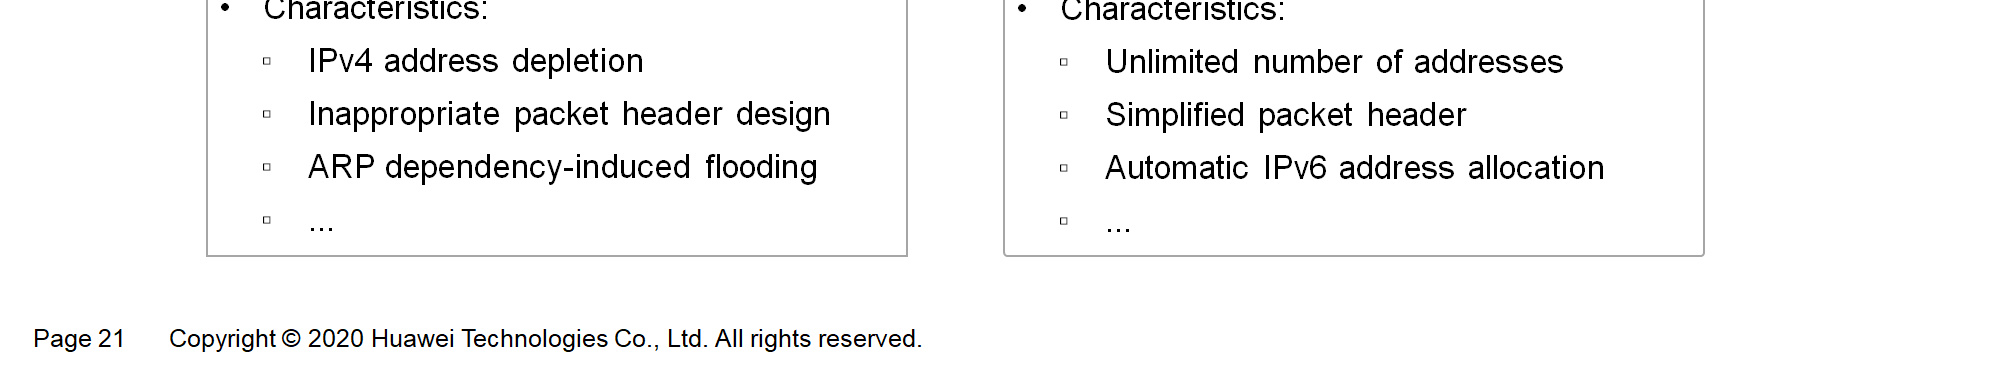 • Characteristics:
▫ IPv4 address depletion
▫ Inappropriate packet header design
▫ ARP dependency-induced flooding
▫ ...
• Characteristics:
▫ Unlimited number of addresses
▫ Simplified packet header
▫ Automatic IPv6 address allocation
▫ ...
Page 21 Copyright © 2020 Huawei Technologies Co., Ltd. All rights reserved.